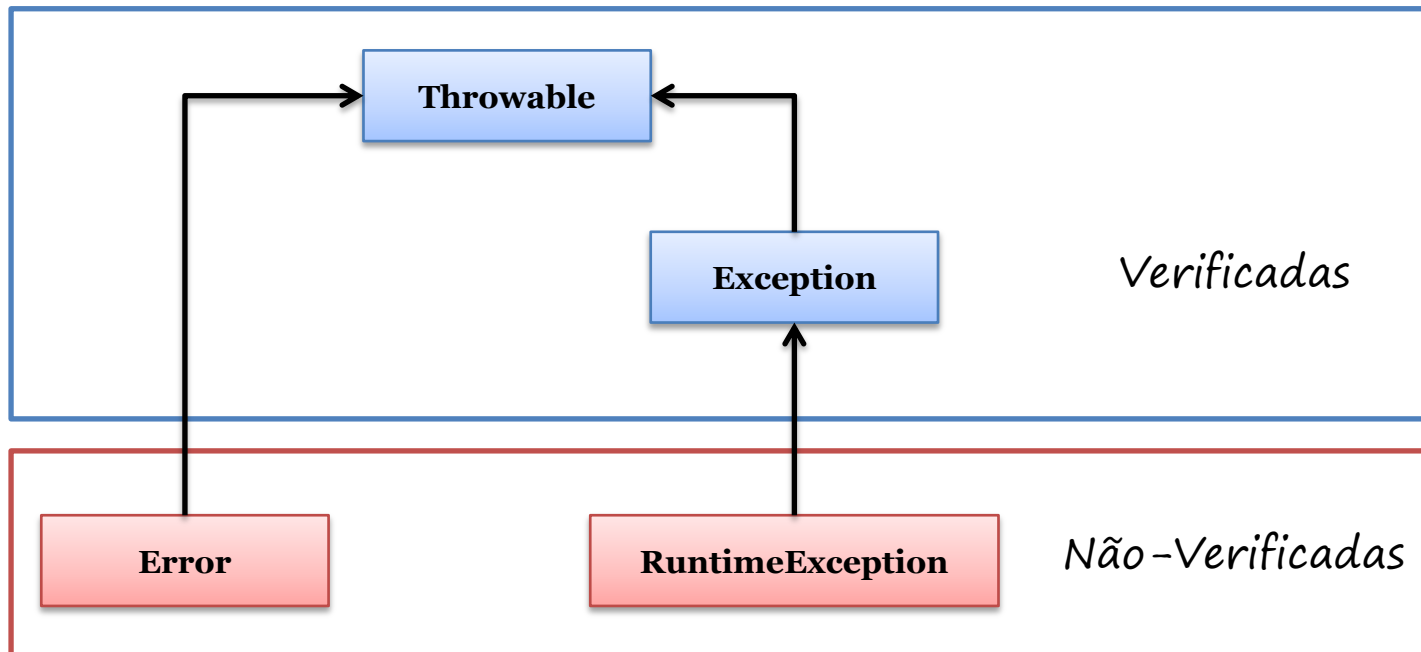 Throwable
Exception
Verificadas
Error
RuntimeException
Não-Verificadas